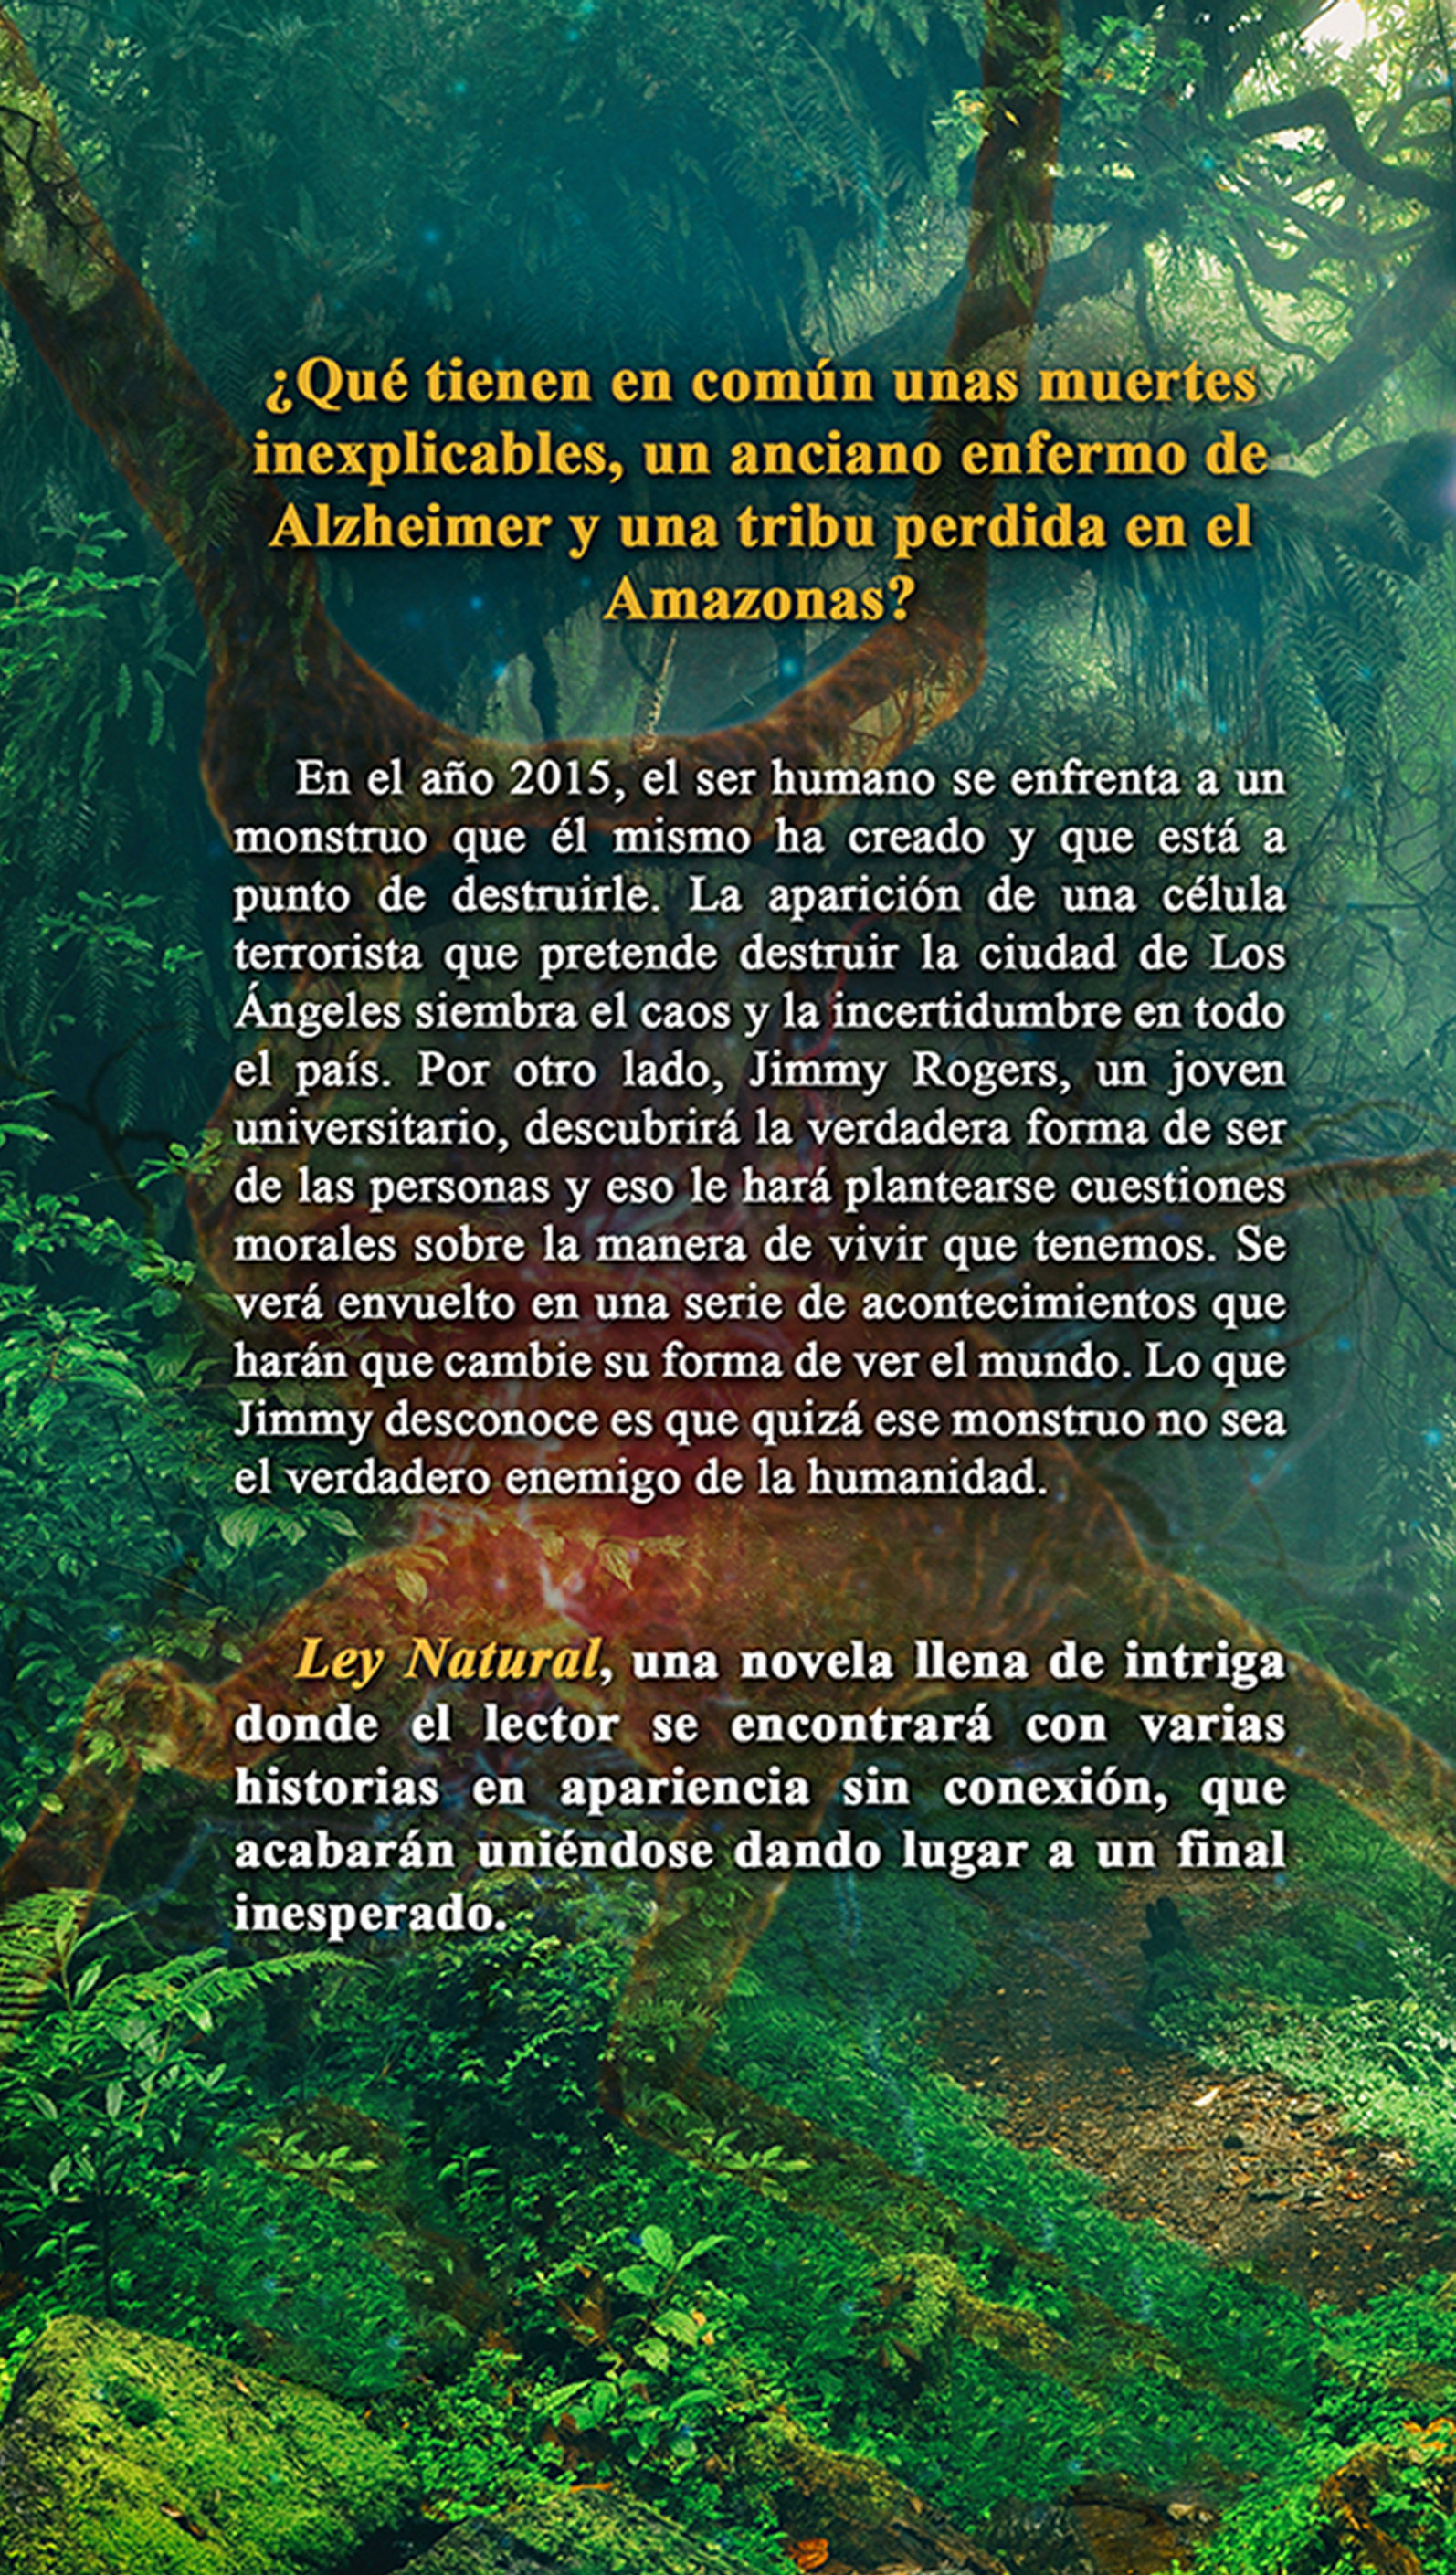 ¿Qué tienen en común unas muertes
inexplicables, un anciano enfermo de
Alzheimer y una tribu perdida en el
Amazonas?
En el año 2015, el ser humano se enfrenta a un
monstruo que él mismo ha creado y que está a
punto de destruirle. La aparición de una célula
terrorista que pretende destruir la ciudad de Los
Ángeles siembra el caos y la incertidumbre en todo
el país. Por otro lado, Jimmy Rogers, un joven
universitario, descubrirá la verdadera forma de ser
de las personas y eso le hará plantearse cuestiones
morales sobre la manera de vivir que tenemos. Se
verá envuelto en una serie de acontecimientos que
harán que cambie su forma de ver el mundo. Lo que
Jimmy desconoce es que quizá ese monstruo no sea
el verdadero enemigo de la humanidad.
Ley Natural, una novela llena de intriga
donde el lector se encontrará con varias
historias en apariencia sin conexión, que
acabarán uniéndose dando lugar a un final
inesperado.